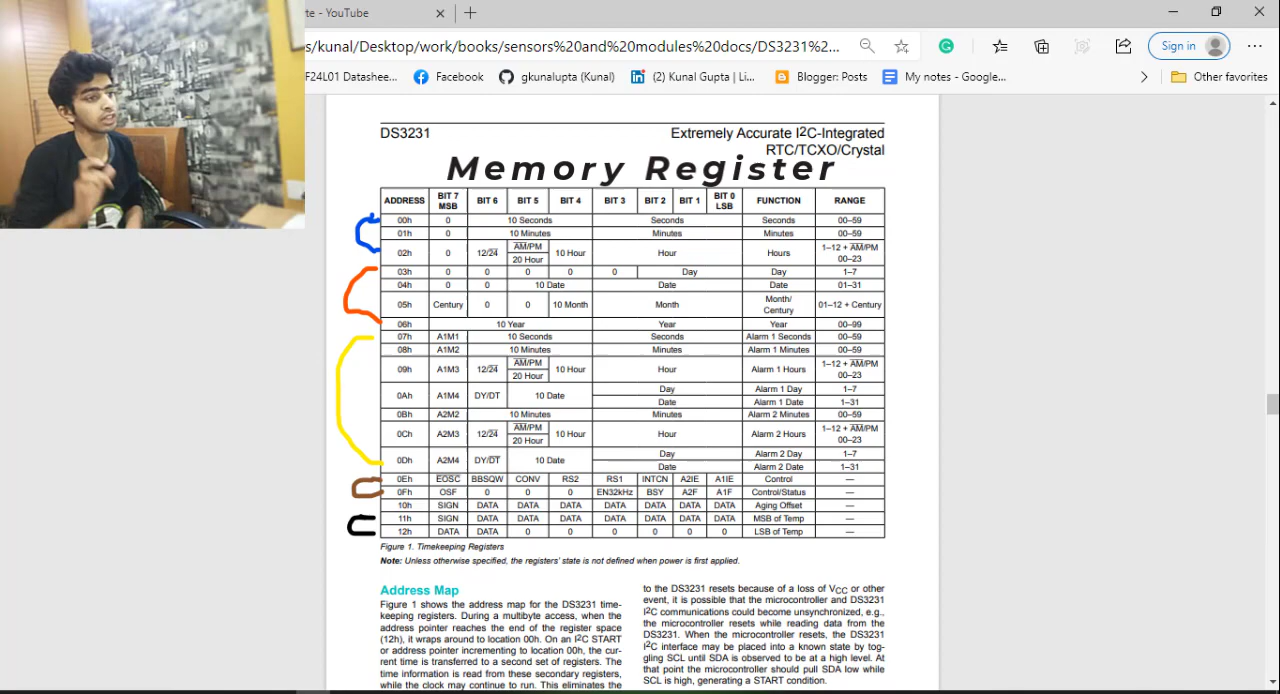 te - YouTube
s/kunal/Desktop/work/books/sensors%20and%20modules%20docs/DS3231%2...
Sign in
F24L01 Datashee...
Facebook
gkunalupta (Kunal)
(2) Kunal Gupta | Li...
Blogger: Posts
My notes - Google...
Other favorites
DS3231
Extremely Accurate I2C-Integrated
RTC/TCXO/Crystal
Memory Register
ADDRESS BIT 7 MSB BIT 6 BIT 5 BIT 4 BIT 3 BIT 2 BIT 1 BIT 0 LSB FUNCTION RANGE
00h 0 10 Seconds Seconds Seconds 00–59
01h 0 10 Minutes Minutes Minutes 00–59
02h 0 12/24 AM/PM 20 Hour 10 Hour Hour Hours 1–12 + AM/PM 00–23
03h 0 0 0 0 0 Day Day 1–7
04h 0 0 10 Date Date Date 01–31
05h Century 0 0 10 Month Month Month/ Century 01–12 + Century
06h 10 Year Year Year 00–99
07h A1M1 10 Seconds Seconds Alarm 1 Seconds 00–59
08h A1M2 10 Minutes Minutes Alarm 1 Minutes 00–59
09h A1M3 12/24 AM/PM 20 Hour 10 Hour Hour Alarm 1 Hours 1–12 + AM/PM 00–23
0Ah A1M4 DY/DT 10 Date Day Alarm 1 Day 1–7
Date Alarm 1 Date 1–31
0Bh A2M2 10 Minutes Minutes Alarm 2 Minutes 00–59
0Ch A2M3 12/24 AM/PM 20 Hour 10 Hour Hour Alarm 2 Hours 1–12 + AM/PM 00–23
0Dh A2M4 DY/DT 10 Date Day Alarm 2 Day 1–7
Date Alarm 2 Date 1–31
0Eh EOSC BBSQW CONV RS2 RS1 INTCN A2IE A1IE Control —
0Fh OSF 0 0 0 EN32kHz BSY A2F A1F Control/Status —
10h SIGN DATA DATA DATA DATA DATA DATA DATA Aging Offset —
11h SIGN DATA DATA DATA DATA DATA DATA DATA MSB of Temp —
12h DATA DATA 0 0 0 0 0 0 LSB of Temp —
Figure 1. Timekeeping Registers
Note: Unless otherwise specified, the registers' state is not defined when power is first applied.
Address Map
Figure 1 shows the address map for the DS3231 time-
keeping registers. During a multibyte access, when the
address pointer reaches the end of the register space
(12h), it wraps around to location 00h. On an I2C START
or address pointer incrementing to location 00h, the cur-
rent time is transferred to a second set of registers. The
time information is read from these secondary registers,
while the clock may continue to run. This eliminates the
to the DS3231 resets because of a loss of VCC or other
event, it is possible that the microcontroller and DS3231
I2C communications could become unsynchronized, e.g.,
the microcontroller resets while reading data from the
DS3231. When the microcontroller resets, the DS3231
I2C interface may be placed into a known state by tog-
gling SCL until SDA is observed to be at a high level. At
that point the microcontroller should pull SDA low while
SCL is high, generating a START condition.